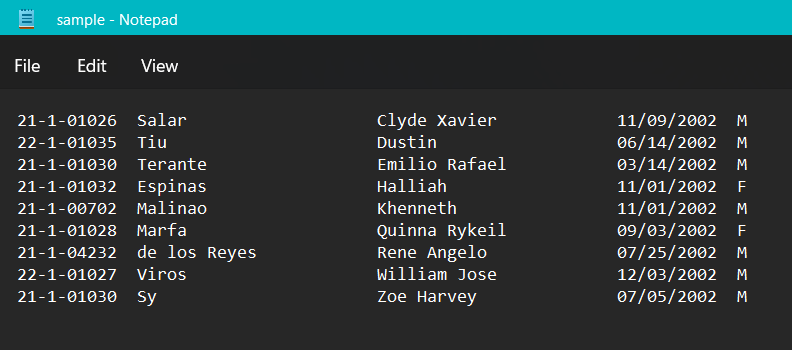 sample - Notepad
File Edit View
21-1-01026  Salar                   Clyde Xavier            11/09/2002  M
22-1-01035  Tiu                     Dustin                  06/14/2002  M
21-1-01030  Terante                 Emilio Rafael           03/14/2002  M
21-1-01032  Espinas                 Halliah                 11/01/2002  F
21-1-00702  Malinao                 Khenneth                11/01/2002  M
21-1-01028  Marfa                   Quinna Rykeil           09/03/2002  F
21-1-04232  de los Reyes            Rene Angelo             07/25/2002  M
22-1-01027  Viros                   William Jose            12/03/2002  M
21-1-01030  Sy                      Zoe Harvey              07/05/2002  M